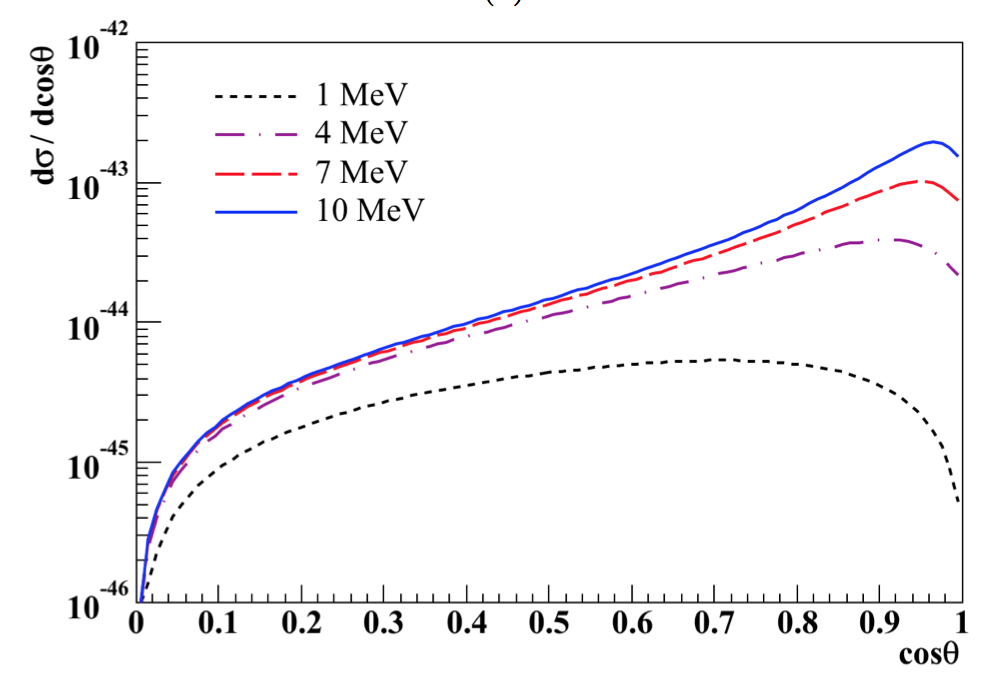 dσ / dcosθ
10^-42
10^-43
10^-44
10^-45
10^-46
1 MeV
4 MeV
7 MeV
10 MeV
0 0.1 0.2 0.3 0.4 0.5 0.6 0.7 0.8 0.9 1
cosθ